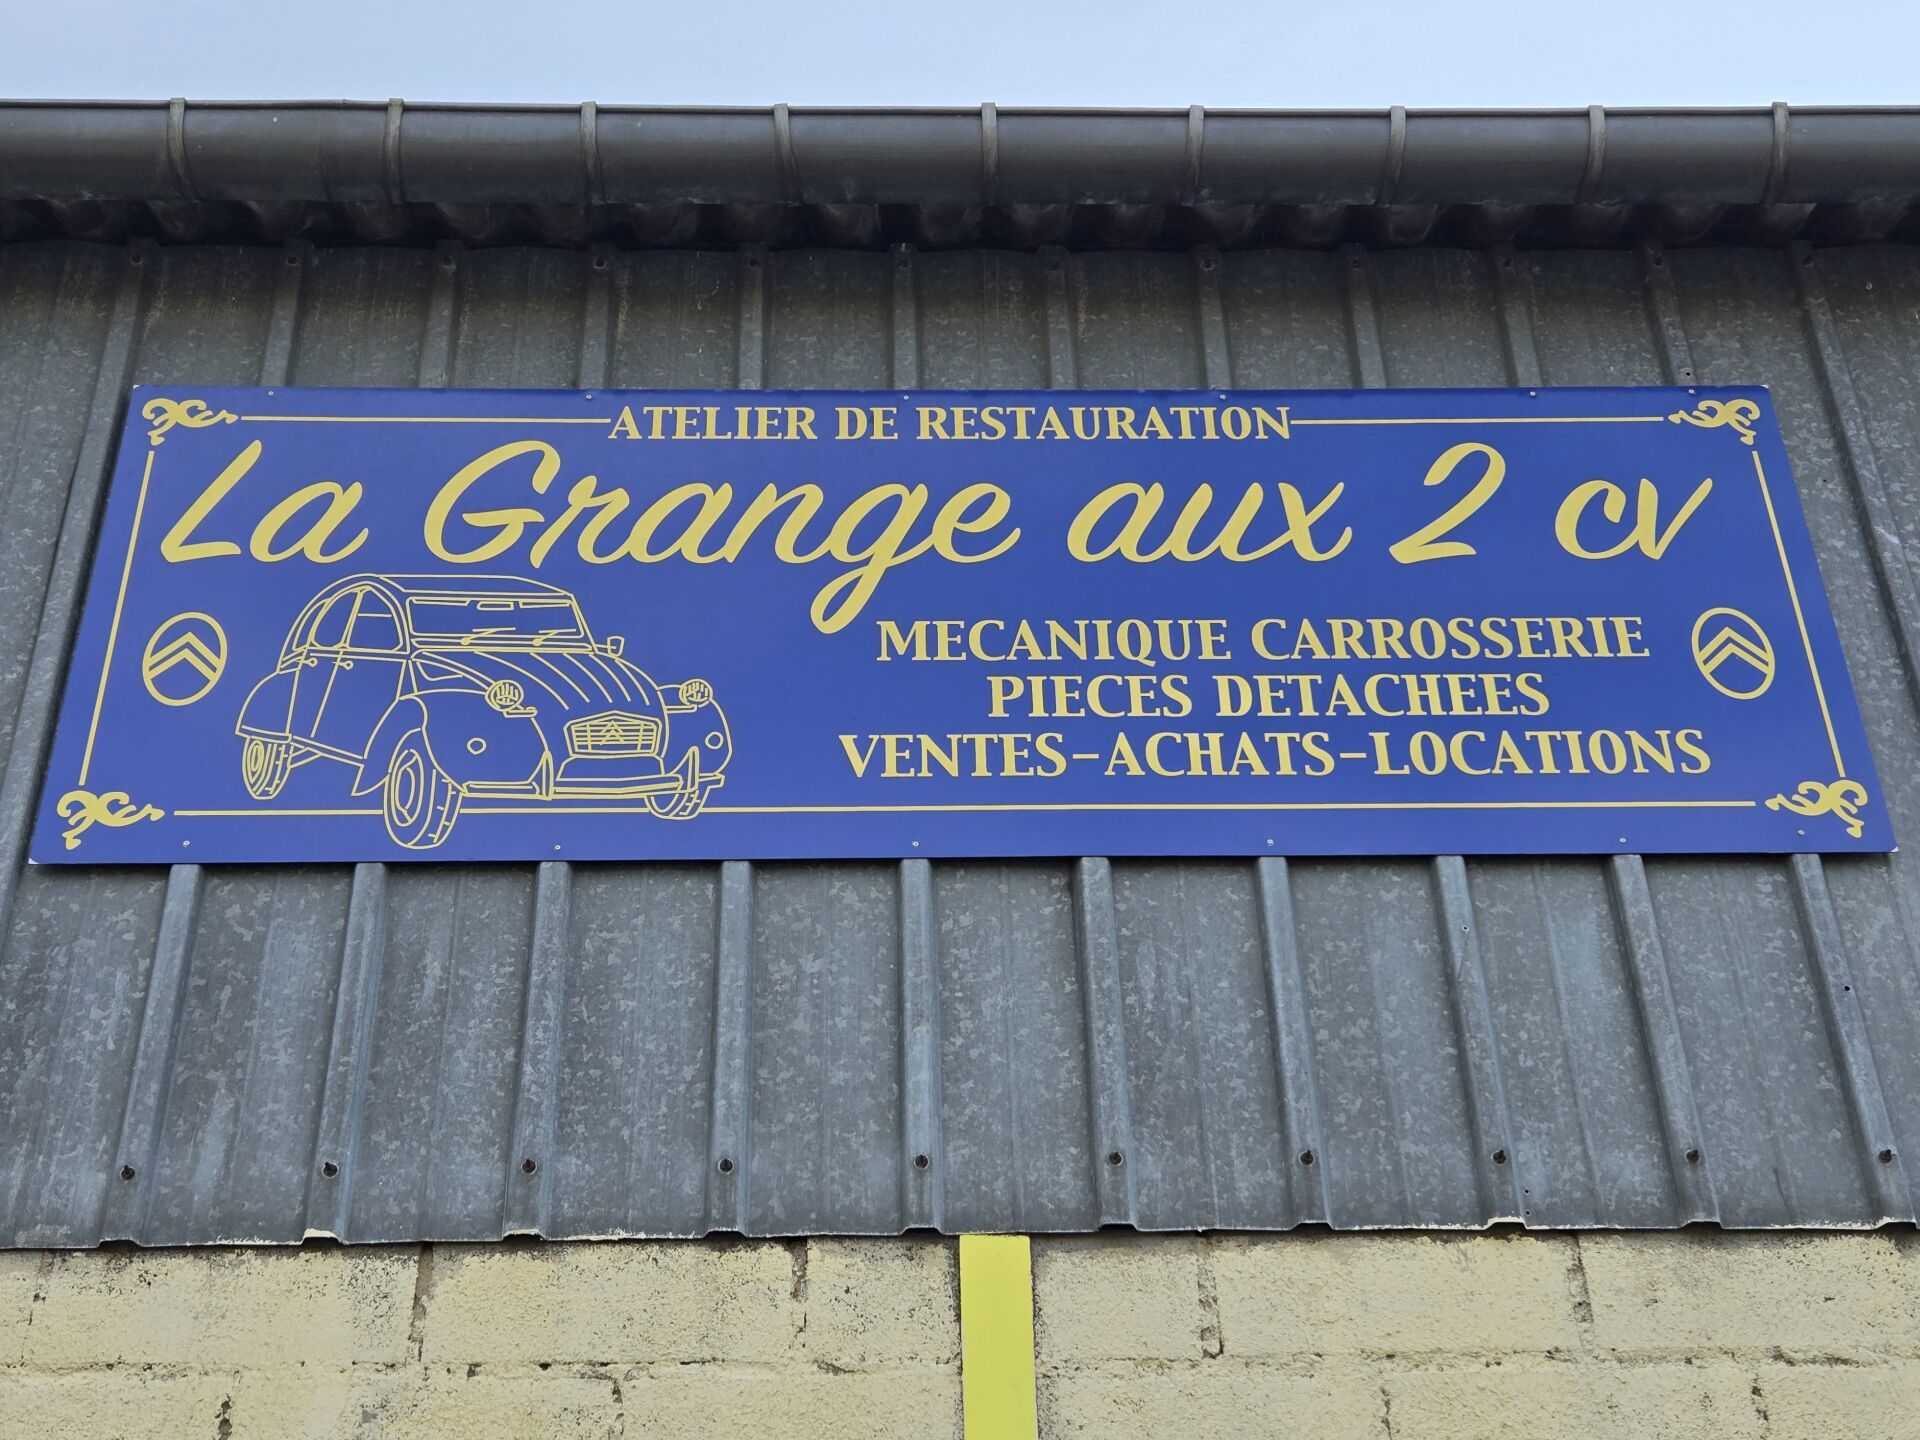 ATELIER DE RESTAURATION
La Grange aux 2 cv
MECANIQUE CARROSSERIE
PIECES DETACHEES
VENTES-ACHATS-LOCATIONS